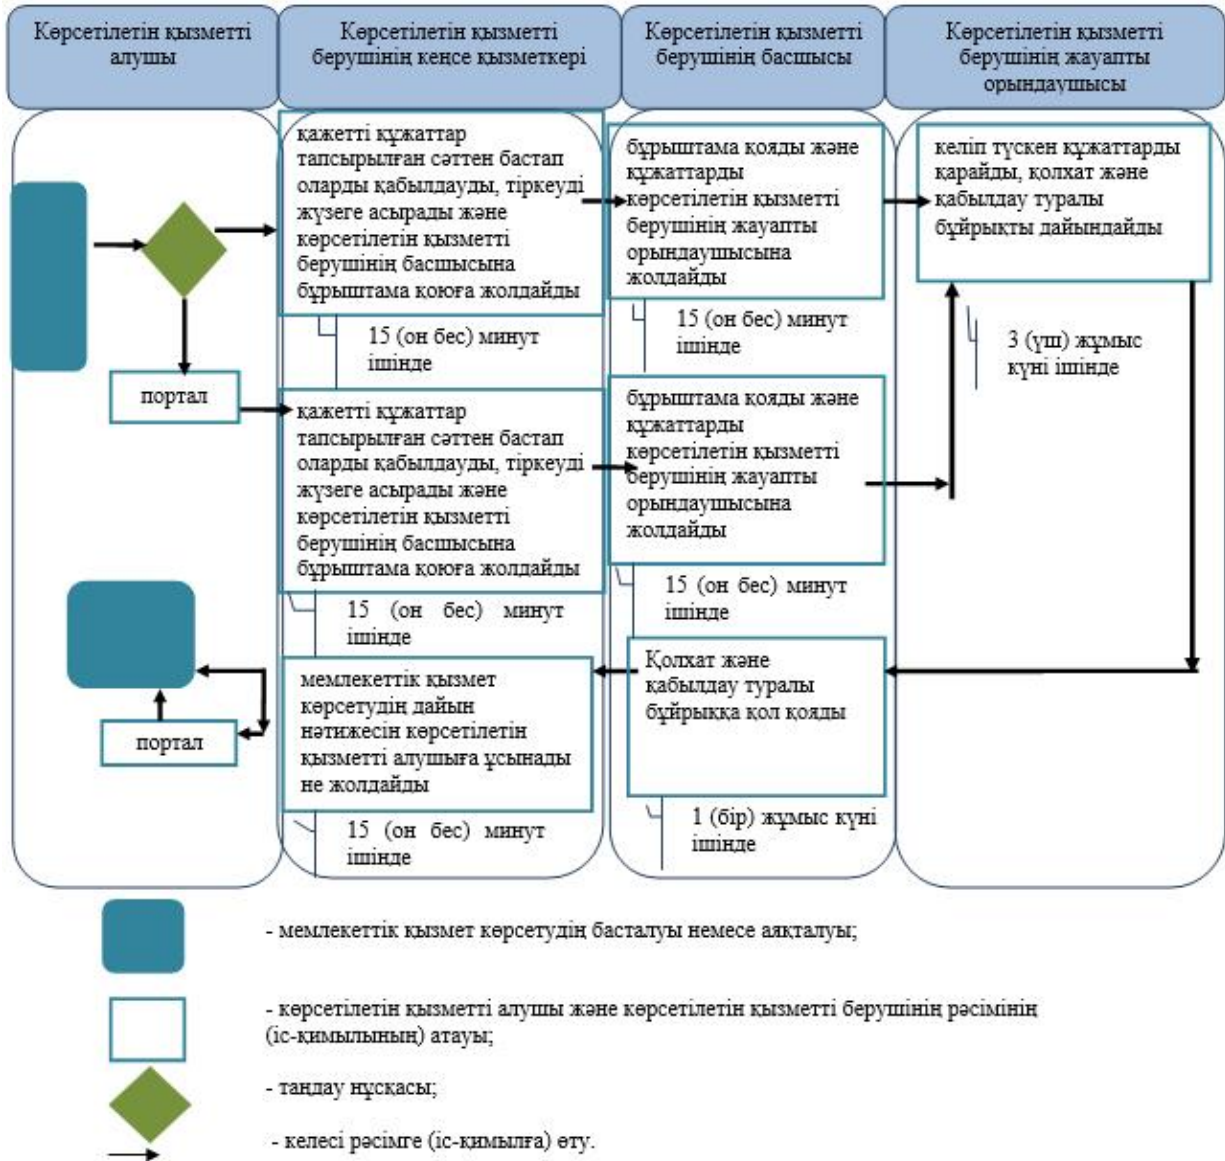 Көрсетілетін қызметті
алушы
Көрсетілетін қызметті
берушінің кеңсе қызметкері
Көрсетілетін қызметті
берушінің басшысы
Көрсетілетін қызметті
берушінің жауапты
орындаушысы
қажетті құжаттар
тапсырылған сәттен бастап
оларды қабылдауды, тіркеуді
жүзеге асырады және
көрсетілетін қызметті
берушінің басшысына
бұрыштама қоюға жолдайды
15 (он бес) минут
ішінде
бұрыштама қояды және
құжаттарды
көрсетілетін қызметті
берушінің жауапты
орындаушысына
жолдайды
15 (он бес) минут
ішінде
келіп түскен құжаттарды
қарайды, қолхат және
қабылдау туралы
бұйрықты дайындайды
3 (үш) жұмыс
күні ішінде
портал
қажетті құжаттар
тапсырылған сәттен бастап
оларды қабылдауды, тіркеуді
жүзеге асырады және
көрсетілетін қызметті
берушінің басшысына
бұрыштама қоюға жолдайды
15 (он бес) минут
ішінде
бұрыштама қояды және
құжаттарды
көрсетілетін қызметті
берушінің жауапты
орындаушысына
жолдайды
15 (он бес) минут
ішінде
Қолхат және
қабылдау туралы
бұйрыққа қол қояды
1 (бір) жұмыс күні
ішінде
мемлекеттік қызмет
көрсетудің дайын
нәтижесін көрсетілетін
қызметті алушыға ұсынады
не жолдайды
15 (он бес) минут
ішінде
портал
- мемлекеттік қызмет көрсетудің басталуы немесе аяқталуы;
- көрсетілетін қызметті алушы және көрсетілетін қызметті берушінің рәсімінің
(іс-қимылының) атауы;
- таңдау нұсқасы;
- келесі рәсімге (іс-қимылға) өту.